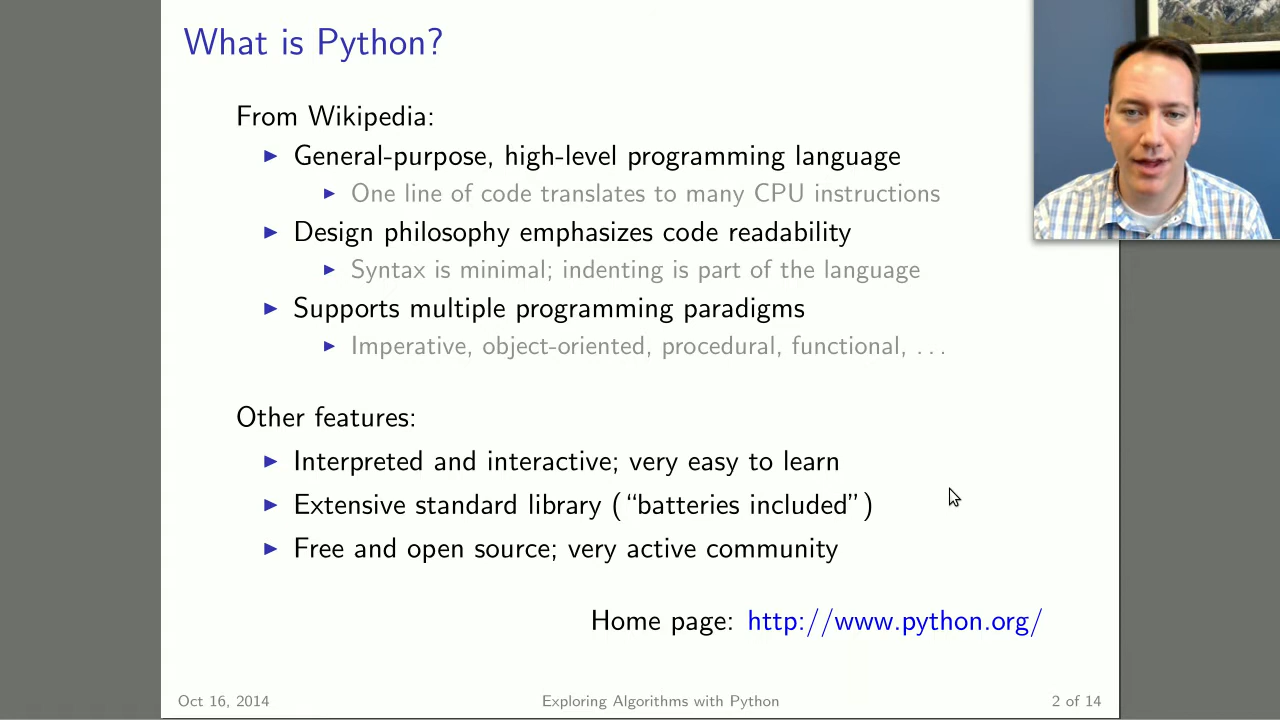 What is Python?
From Wikipedia:
General-purpose, high-level programming language
One line of code translates to many CPU instructions
Design philosophy emphasizes code readability
Syntax is minimal; indenting is part of the language
Supports multiple programming paradigms
Imperative, object-oriented, procedural, functional, . . .
Other features:
Interpreted and interactive; very easy to learn
Extensive standard library (“batteries included”)
Free and open source; very active community
Home page: http://www.python.org/
Oct 16, 2014 Exploring Algorithms with Python 2 of 14